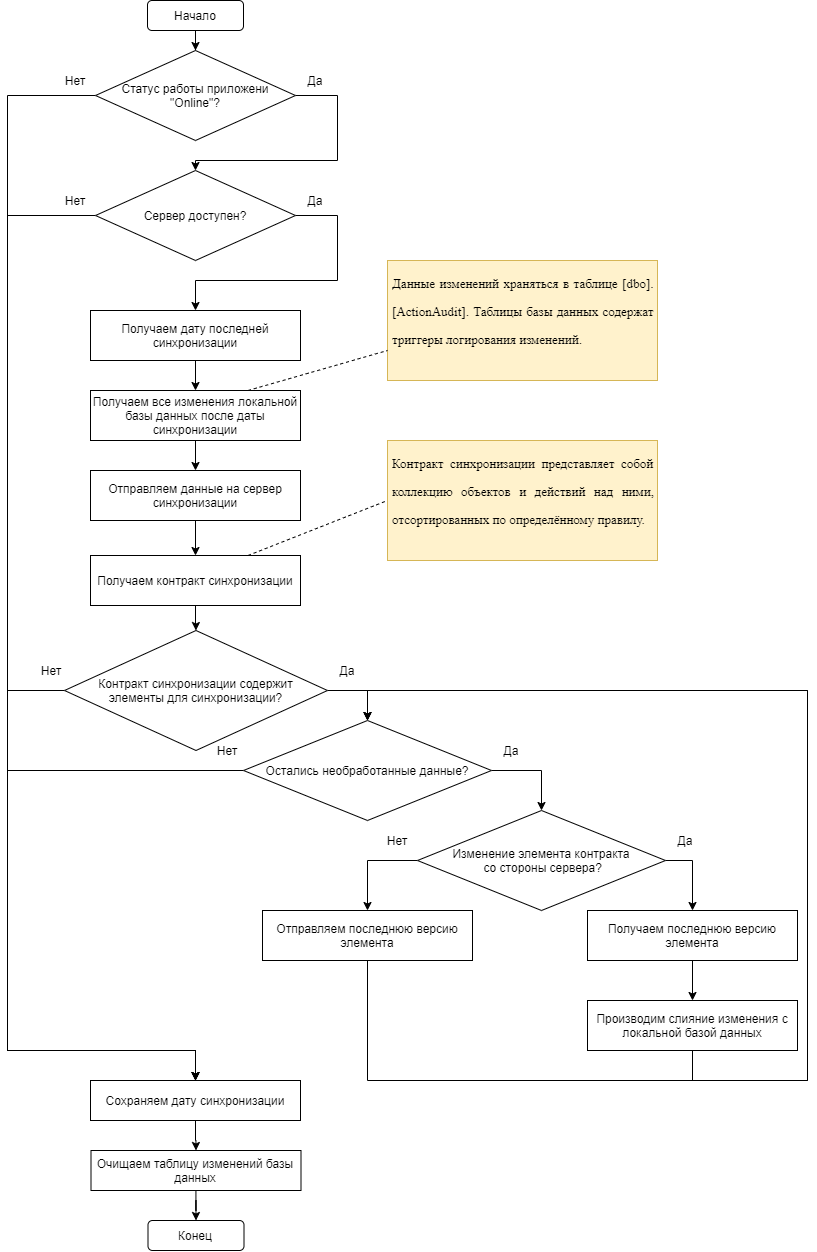 Начало
Нет
Да
Статус работы приложени
"Online"?
Нет
Да
Сервер доступен?
Данные изменений храняться в таблице [dbo].
[ActionAudit]. Таблицы базы данных содержат
триггеры логирования изменений.
Получаем дату последней
синхронизации
Получаем все изменения локальной
базы данных после даты
синхронизации
Контракт синхронизации представляет собой
коллекцию объектов и действий над ними,
отсортированных по определённому правилу.
Отправляем данные на сервер
синхронизации
Получаем контракт синхронизации
Нет
Да
Контракт синхронизации содержит
элементы для синхронизации?
Нет
Да
Остались необработанные данные?
Нет
Да
Изменение элемента контракта
со стороны сервера?
Отправляем последнюю версию
элемента
Получаем последнюю версию
элемента
Производим слияние изменения с
локальной базой данных
Сохраняем дату синхронизации
Очищаем таблицу изменений базы
данных
Конец